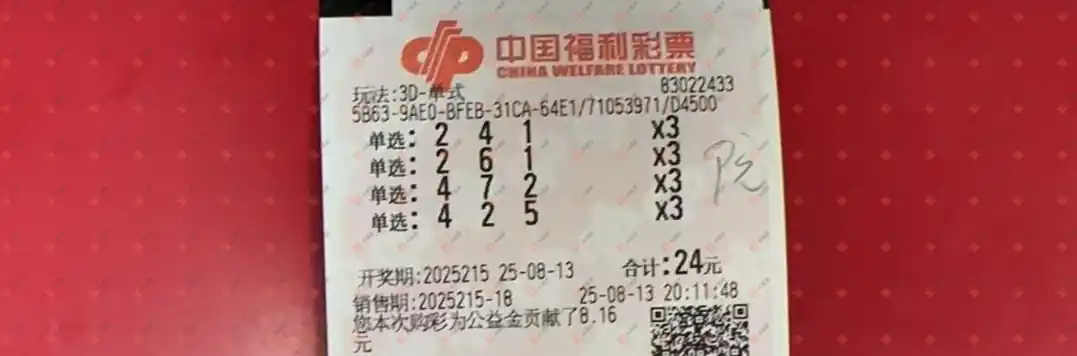 中国福利彩票
CHINA WELFARE LOTTERY
玩法:3D-单式 83022433
5B63-9AE0-BFEB-31CA-64E1/71053971/D4500
单选: 2 4 1 x3
单选: 2 6 1 x3
单选: 4 7 2 x3
单选: 4 2 5 x3
开奖期:2025215 25-08-13 合计:24元
销售期:2025215-18 25-08-13 20:11:48
您本次购彩为公益金贡献了8.16
元